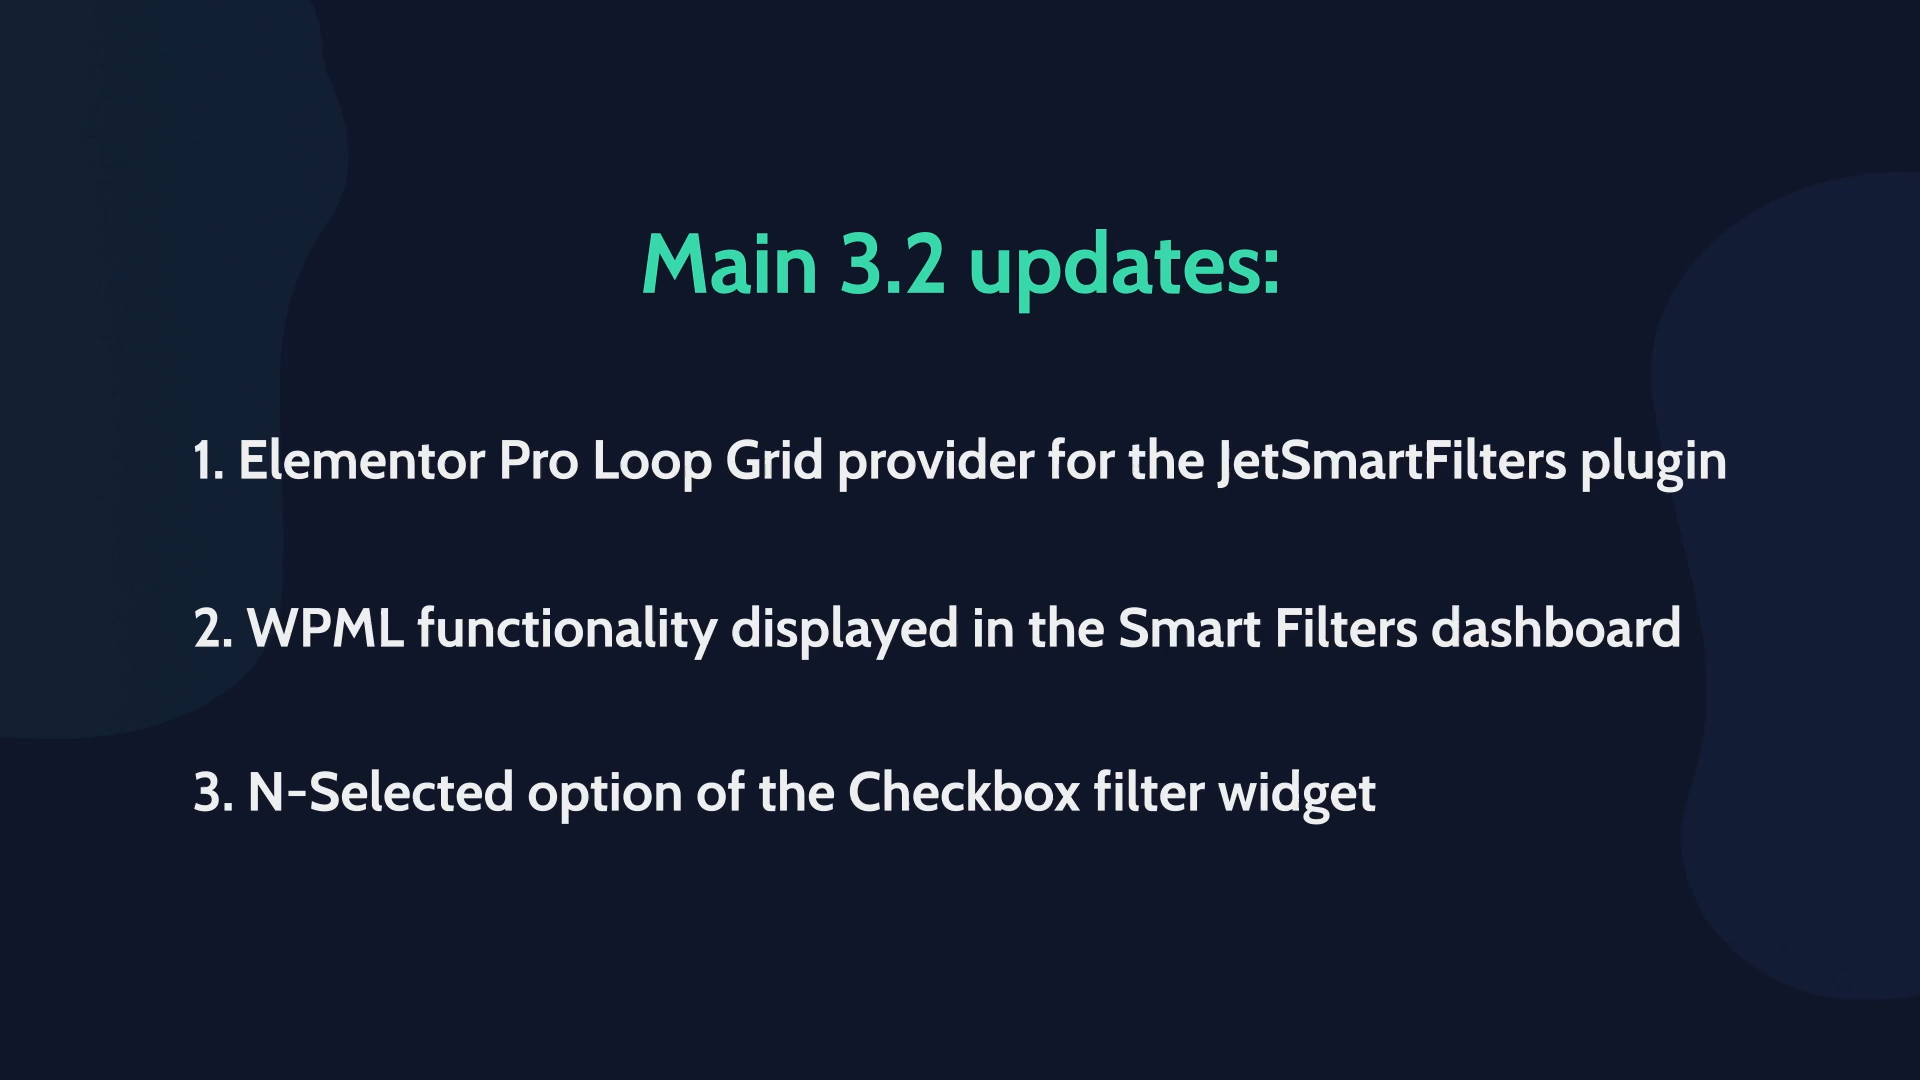 Main 3.2 updates:
1. Elementor Pro Loop Grid provider for the JetSmartFilters plugin
2. WPML functionality displayed in the Smart Filters dashboard
3. N-Selected option of the Checkbox filter widget